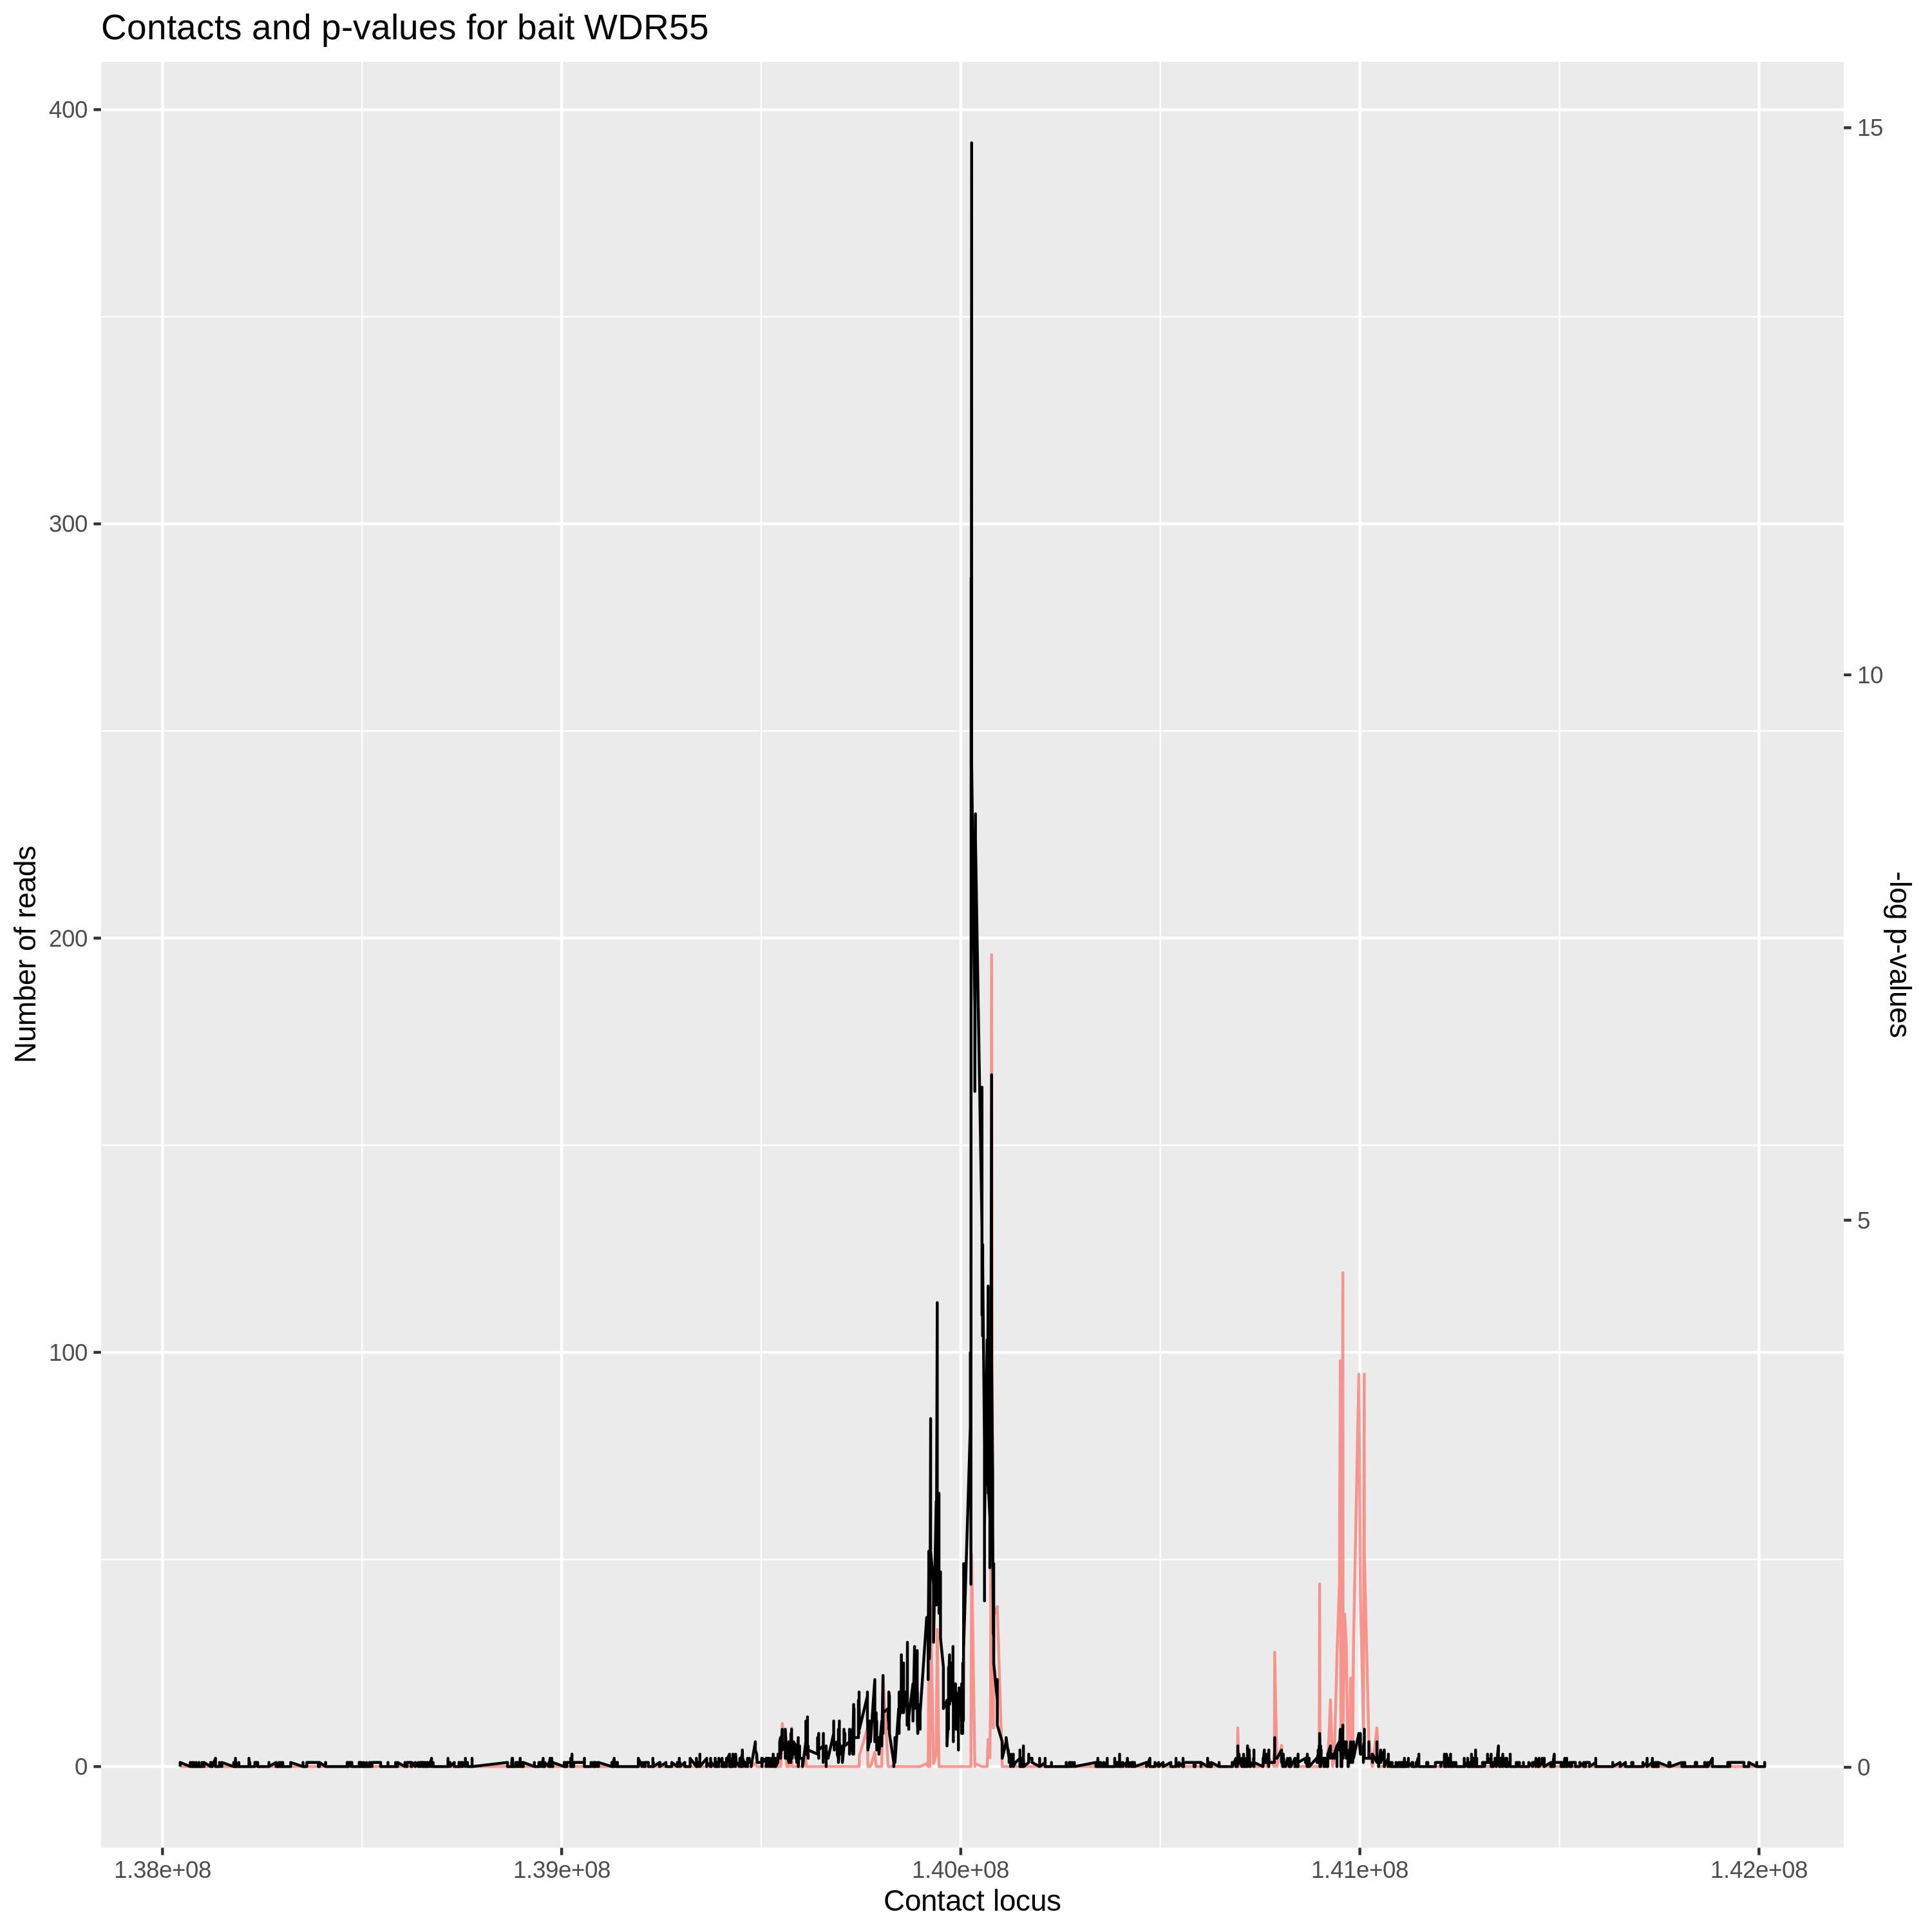 Contacts and p-values for bait WDR55
400
300
200
100
0
Number of reads
15
10
5
0
-log p-values
1.38e+08
1.39e+08
1.40e+08
1.41e+08
1.42e+08
Contact locus